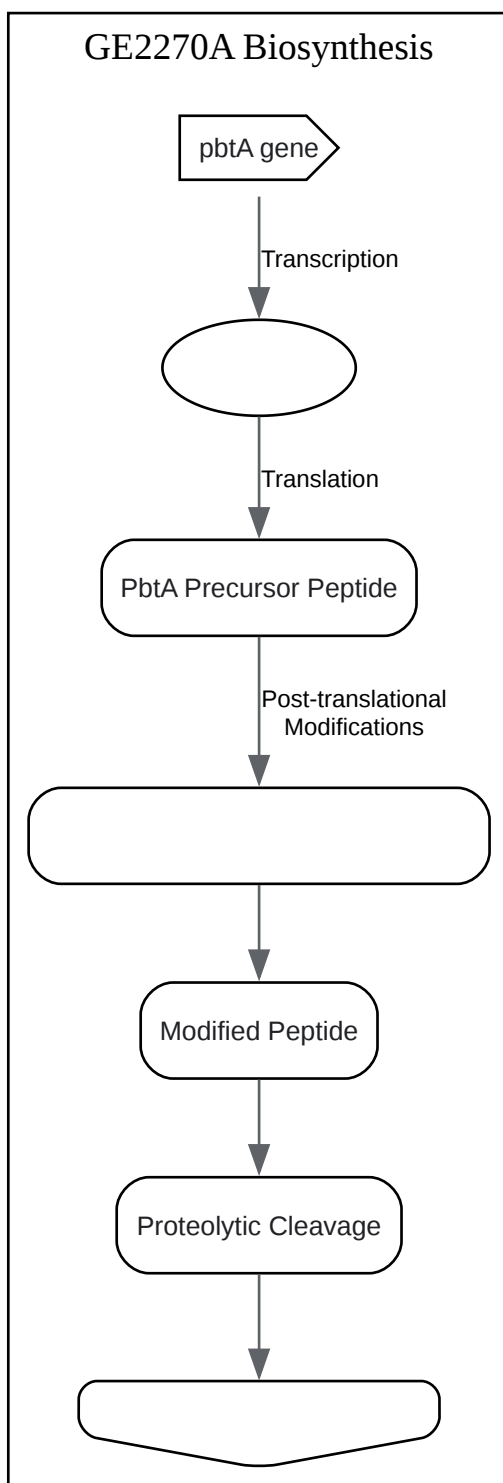 GE2270A Biosynthesis
pbtA gene
Transcription
Translation
PbtA Precursor Peptide
Post-translational
Modifications
Modified Peptide
Proteolytic Cleavage